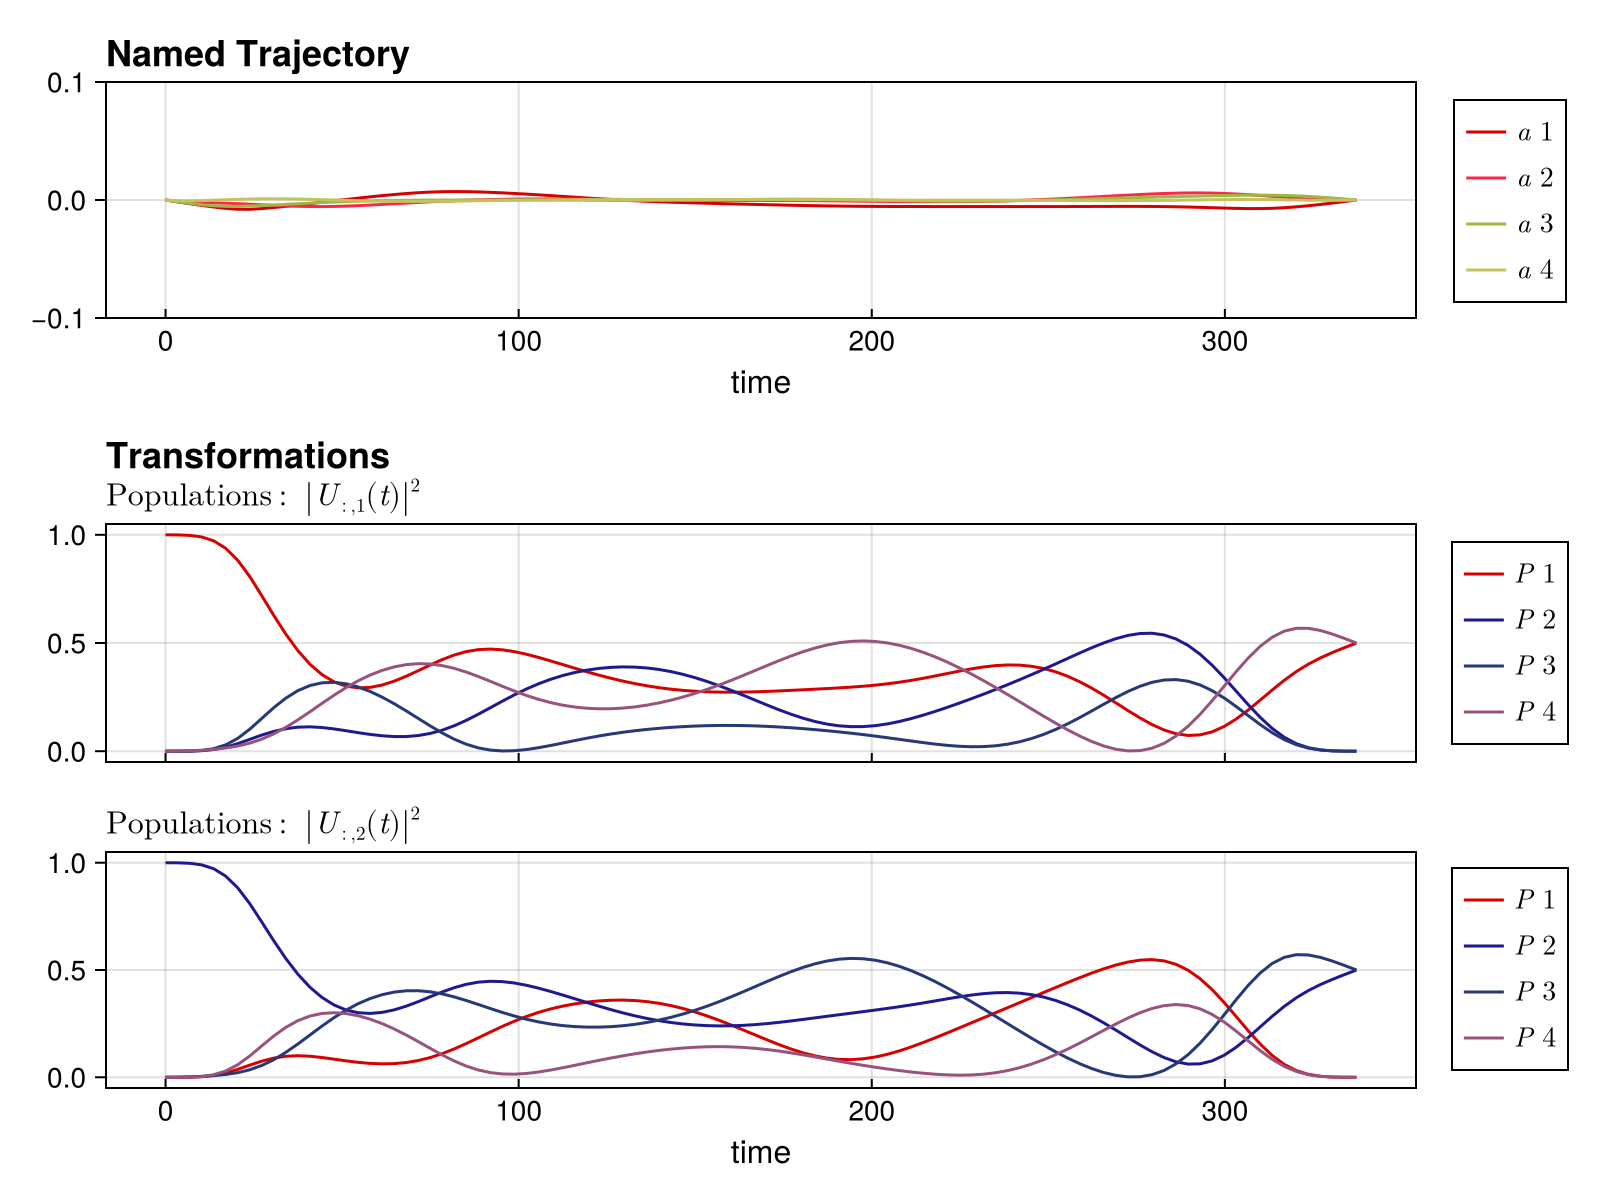 Named Trajectory
0.1
0.0
−0.1
0 100 200 300
time
a 1
a 2
a 3
a 4
Transformations
Populations: |U:,1(t)|²
1.0
0.5
0.0
P 1
P 2
P 3
P 4
Populations: |U:,2(t)|²
1.0
0.5
0.0
0 100 200 300
time
P 1
P 2
P 3
P 4